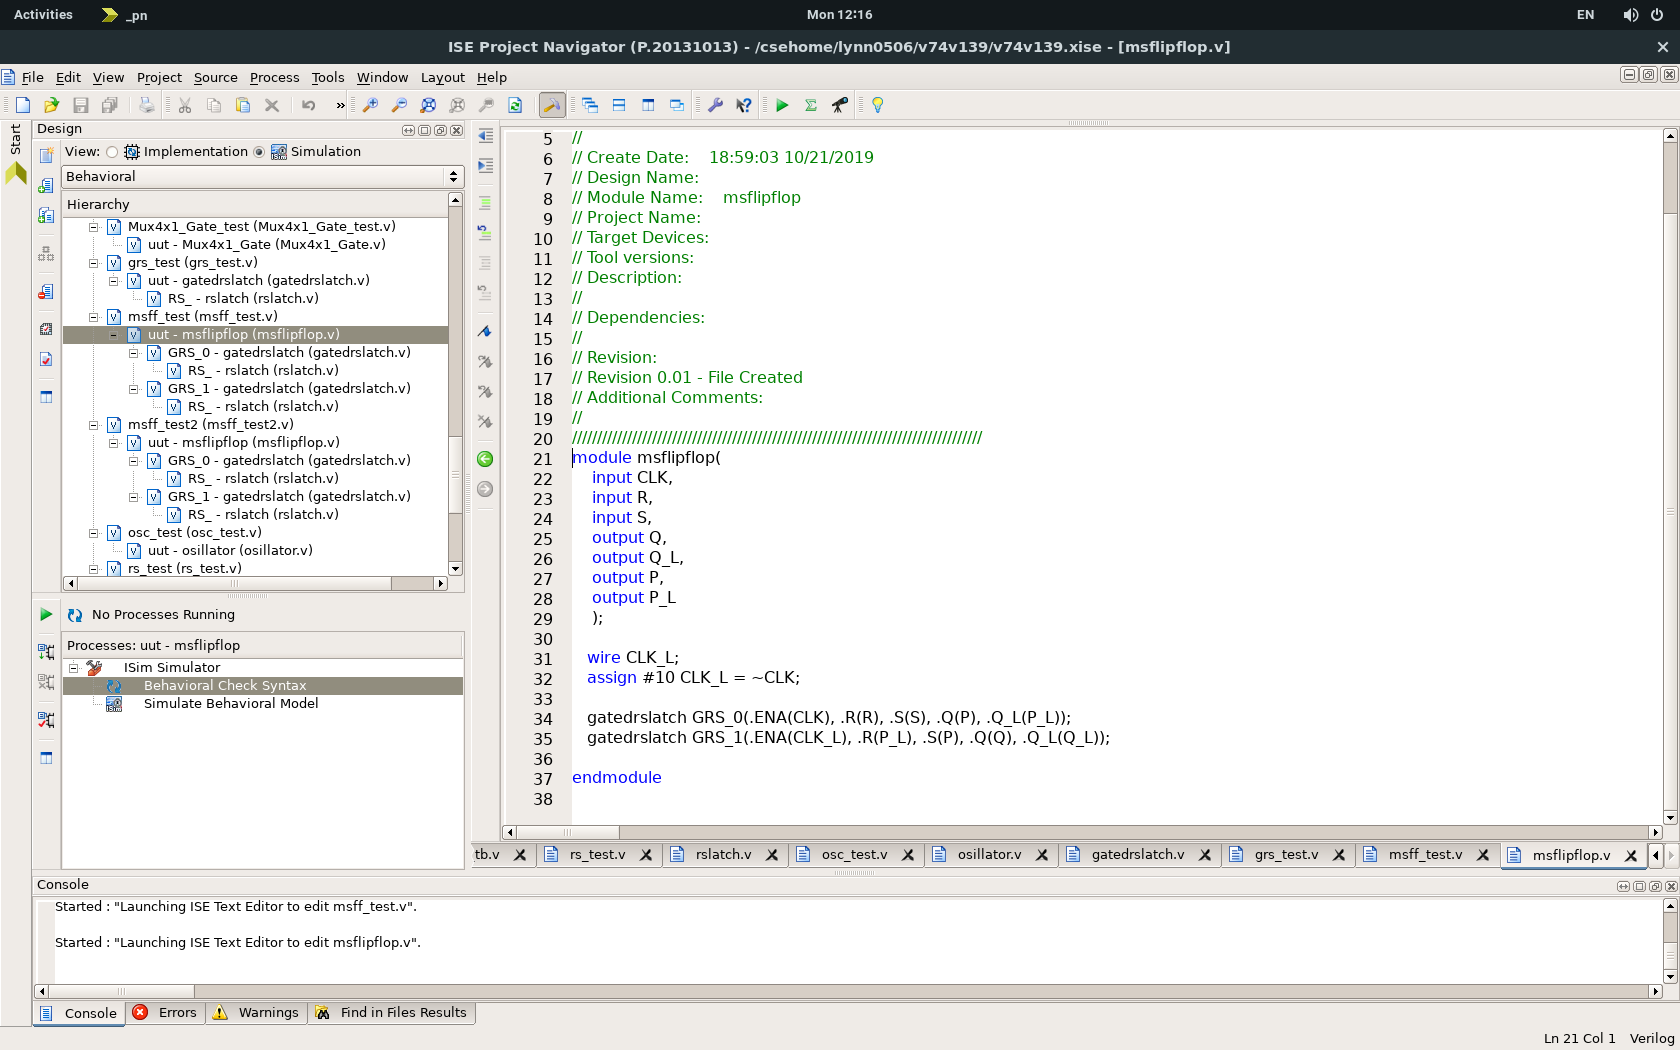 Activities
_pn
Mon 12:16
EN
ISE Project Navigator (P.20131013) - /csehome/lynn0506/v74v139/v74v139.xise - [msflipflop.v]
File Edit View Project Source Process Tools Window Layout Help
Start
Design
View: Implementation Simulation
Behavioral
Hierarchy
Mux4x1_Gate_test (Mux4x1_Gate_test.v)
uut - Mux4x1_Gate (Mux4x1_Gate.v)
grs_test (grs_test.v)
uut - gatedrslatch (gatedrslatch.v)
RS_ - rslatch (rslatch.v)
msff_test (msff_test.v)
uut - msflipflop (msflipflop.v)
GRS_0 - gatedrslatch (gatedrslatch.v)
RS_ - rslatch (rslatch.v)
GRS_1 - gatedrslatch (gatedrslatch.v)
RS_ - rslatch (rslatch.v)
msff_test2 (msff_test2.v)
uut - msflipflop (msflipflop.v)
GRS_0 - gatedrslatch (gatedrslatch.v)
RS_ - rslatch (rslatch.v)
GRS_1 - gatedrslatch (gatedrslatch.v)
RS_ - rslatch (rslatch.v)
osc_test (osc_test.v)
uut - osillator (osillator.v)
rs_test (rs_test.v)
No Processes Running
Processes: uut - msflipflop
ISim Simulator
Behavioral Check Syntax
Simulate Behavioral Model
5 //
6 // Create Date: 18:59:03 10/21/2019
7 // Design Name:
8 // Module Name: msflipflop
9 // Project Name:
10 // Target Devices:
11 // Tool versions:
12 // Description:
13 //
14 // Dependencies:
15 //
16 // Revision:
17 // Revision 0.01 - File Created
18 // Additional Comments:
19 //
20 //////////////////////////////////////////////////////////////////////////////////
21 module msflipflop(
22 input CLK,
23 input R,
24 input S,
25 output Q,
26 output Q_L,
27 output P,
28 output P_L
29 );
30
31 wire CLK_L;
32 assign #10 CLK_L = ~CLK;
33
34 gatedrslatch GRS_0(.ENA(CLK), .R(R), .S(S), .Q(P), .Q_L(P_L));
35 gatedrslatch GRS_1(.ENA(CLK_L), .R(P_L), .S(P), .Q(Q), .Q_L(Q_L));
36
37 endmodule
38
tb.v rs_test.v rslatch.v osc_test.v osillator.v gatedrslatch.v grs_test.v msff_test.v msflipflop.v
Console
Started : "Launching ISE Text Editor to edit msff_test.v".
Started : "Launching ISE Text Editor to edit msflipflop.v".
Console Errors Warnings Find in Files Results
Ln 21 Col 1 Verilog